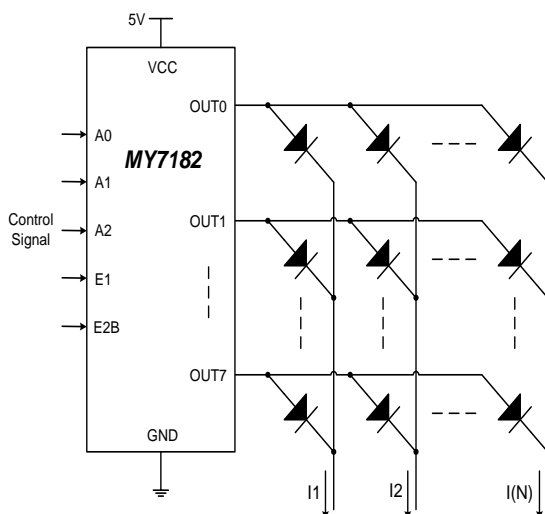 5V
VCC
OUT0
A0
MY7182
A1
Control
Signal
A2
OUT1
E1
E2B
OUT7
GND
I1
I2
I(N)